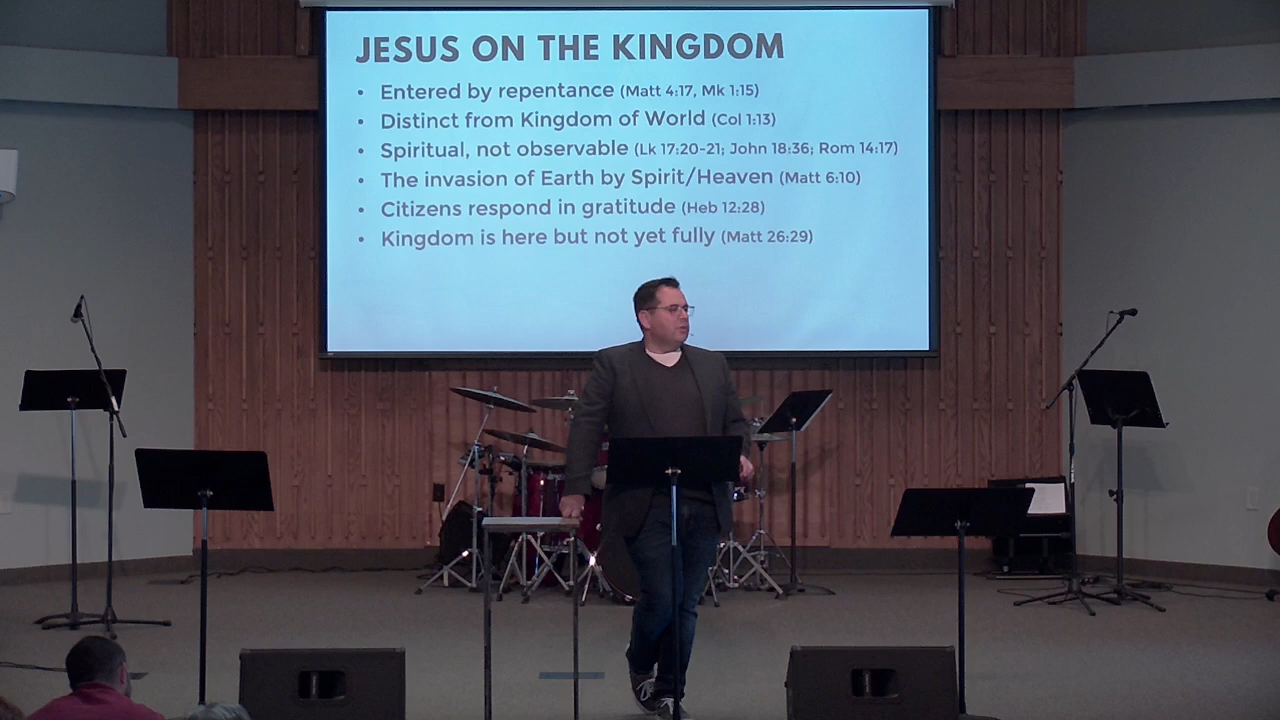 JESUS ON THE KINGDOM
• Entered by repentance (Matt 4:17, Mk 1:15)
• Distinct from Kingdom of World (Col 1:13)
• Spiritual, not observable (Lk 17:20-21; John 18:36; Rom 14:17)
• The invasion of Earth by Spirit/Heaven (Matt 6:10)
• Citizens respond in gratitude (Heb 12:28)
• Kingdom is here but not yet fully (Matt 26:29)